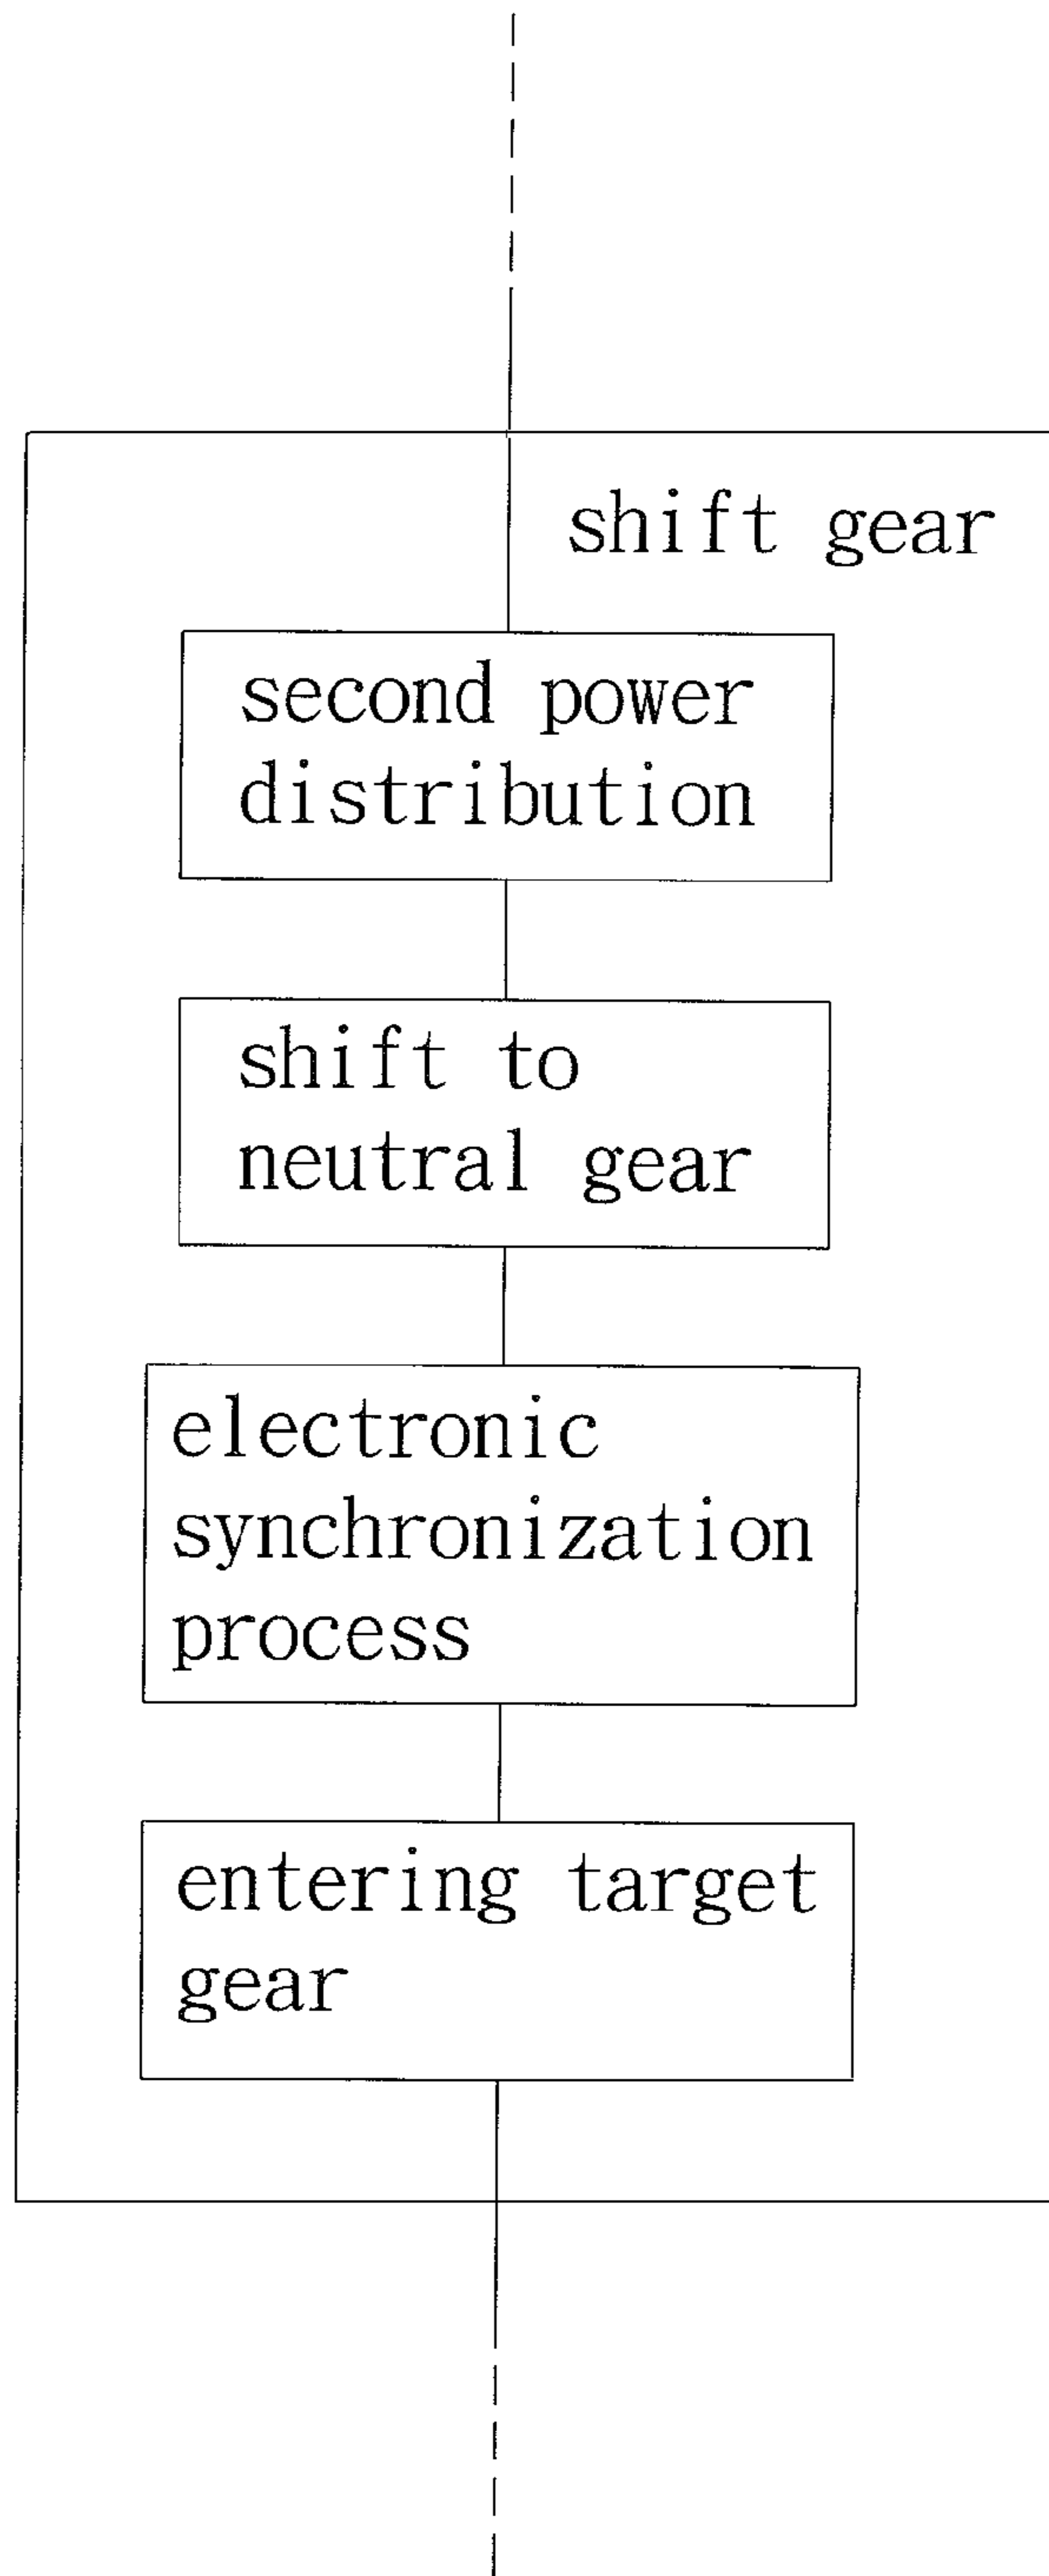 shift gear
second power
distribution
shift to
neutral gear
electronic
synchronization
process
entering target
gear